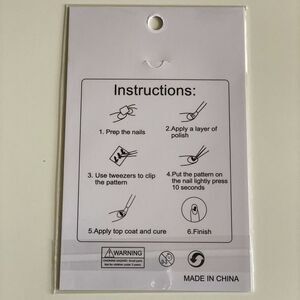 Instructions:
1. Prep the nails
2.Apply a layer of
polish
3. Use tweezers to clip
the pattern
4.Put the pattern on
the nail lightly press
10 seconds
5.Apply top coat and cure
6.Finish
WARNING
MADE IN CHINA